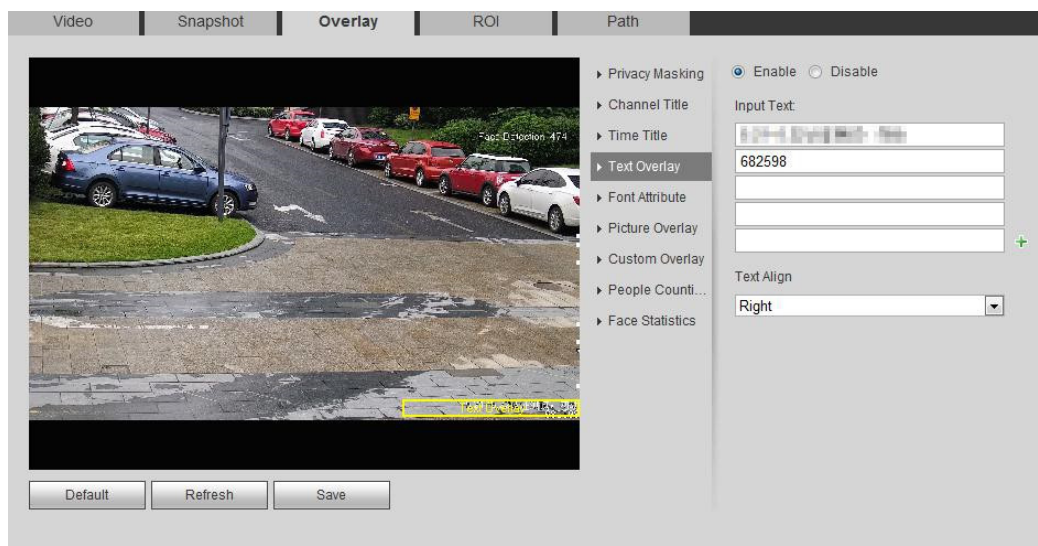 Video Snapshot Overlay ROI Path
Privacy Masking
Channel Title
Time Title
Text Overlay
Font Attribute
Picture Overlay
Custom Overlay
People Counti...
Face Statistics
Enable Disable
Input Text:
682598
Text Align
Right
Face Detection 474
Text Overlay
Default Refresh Save